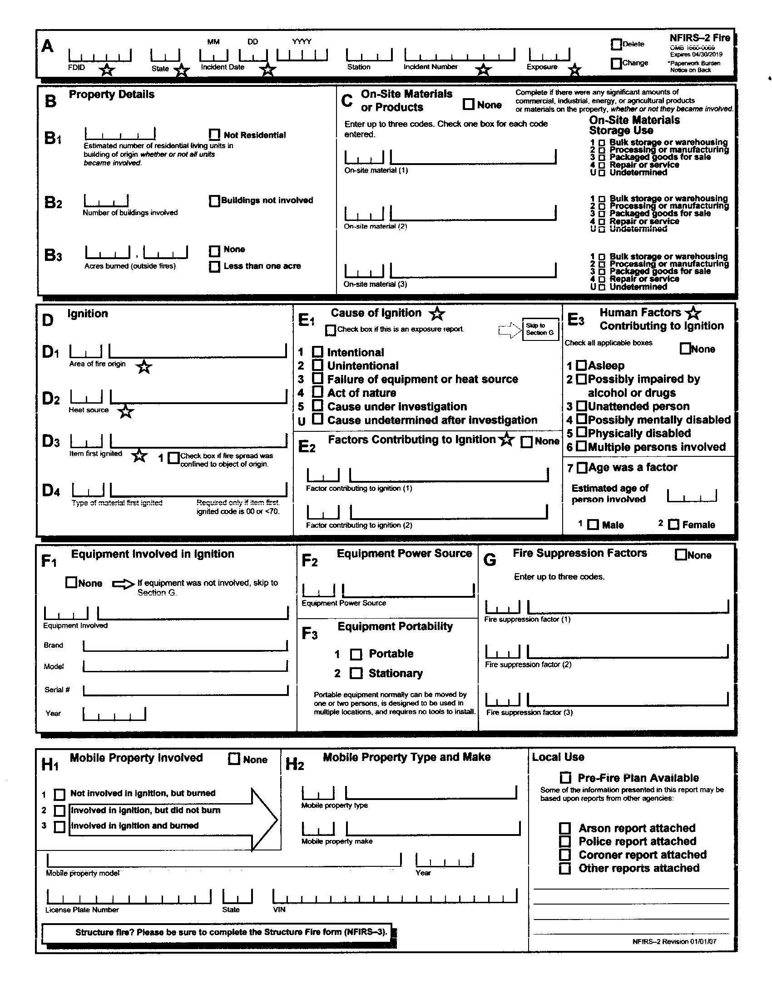 A
MM DD YYYY
FDID State Incident Date Station Incident Number Exposure
Delete
Change
NFIRS–2 Fire
OMB 1660-0069
Expires 04/30/2019
*Paperwork Burden
Notice on Back
B Property Details
B1
Not Residential
Estimated number of residential living units in
building of origin whether or not all units
became involved.
B2
Buildings not involved
Number of buildings involved
B3
None
Acres burned (outside fires)
Less than one acre
C On-Site Materials
or Products
None
Complete if there were any significant amounts of
commercial, industrial, energy, or agricultural products
or materials on the property, whether or not they became involved.
Enter up to three codes. Check one box for each code
entered.
On-Site Materials
Storage Use
On-site material (1)
1 Bulk storage or warehousing
2 Processing or manufacturing
3 Packaged goods for sale
4 Repair or service
U Undetermined
On-site material (2)
1 Bulk storage or warehousing
2 Processing or manufacturing
3 Packaged goods for sale
4 Repair or service
U Undetermined
On-site material (3)
1 Bulk storage or warehousing
2 Processing or manufacturing
3 Packaged goods for sale
4 Repair or service
U Undetermined
D Ignition
D1
Area of fire origin
D2
Heat source
D3
Item first ignited
1 Check box if fire spread was
confined to object of origin.
D4
Type of material first ignited
Required only if item first
ignited code is 00 or <70.
E1 Cause of Ignition
Check box if this is an exposure report.
Skip to
Section G
1 Intentional
2 Unintentional
3 Failure of equipment or heat source
4 Act of nature
5 Cause under investigation
U Cause undetermined after investigation
E2 Factors Contributing to Ignition
None
Factor contributing to ignition (1)
Factor contributing to ignition (2)
E3 Human Factors
Contributing to Ignition
Check all applicable boxes
None
1 Asleep
2 Possibly impaired by
alcohol or drugs
3 Unattended person
4 Possibly mentally disabled
5 Physically disabled
6 Multiple persons involved
7 Age was a factor
Estimated age of
person involved
1 Male 2 Female
F1 Equipment Involved in Ignition
None
If equipment was not involved, skip to
Section G.
Equipment Involved
Brand
Model
Serial #
Year
F2 Equipment Power Source
Equipment Power Source
F3 Equipment Portability
1 Portable
2 Stationary
Portable equipment normally can be moved by
one or two persons, is designed to be used in
multiple locations, and requires no tools to install.
G Fire Suppression Factors
None
Enter up to three codes.
Fire suppression factor (1)
Fire suppression factor (2)
Fire suppression factor (3)
H1 Mobile Property Involved
None
1 Not involved in ignition, but burned
2 Involved in ignition, but did not burn
3 Involved in ignition and burned
H2 Mobile Property Type and Make
Mobile property type
Mobile property make
Mobile property model Year
License Plate Number State VIN
Structure fire? Please be sure to complete the Structure Fire form (NFIRS–3).
Local Use
Pre-Fire Plan Available
Some of the information presented in this report may be
based upon reports from other agencies:
Arson report attached
Police report attached
Coroner report attached
Other reports attached
NFIRS–2 Revision 01/01/07